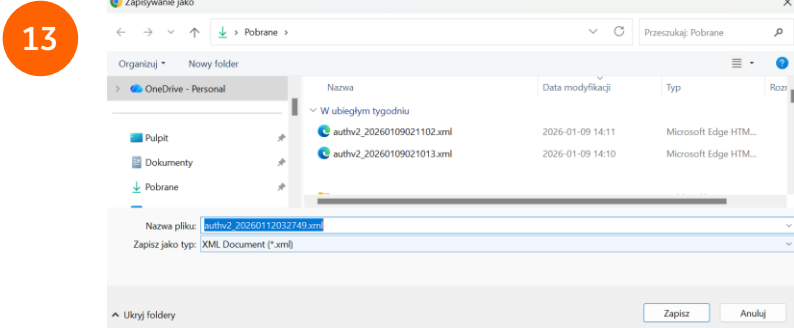 13
Zapisywanie jako
Pobrane
Przeszukaj: Pobrane
Organizuj
Nowy folder
OneDrive - Personal
Nazwa
Data modyfikacji
Typ
W ubiegłym tygodniu
Pulpit
authv2_20260109021102.xml
2026-01-09 14:11
Microsoft Edge HTM...
Dokumenty
authv2_20260109021013.xml
2026-01-09 14:10
Microsoft Edge HTM...
Pobrane
Nazwa pliku: authv2_20260112032749.xml
Zapisz jako typ: XML Document (*.xml)
Ukryj foldery
Zapisz
Anuluj